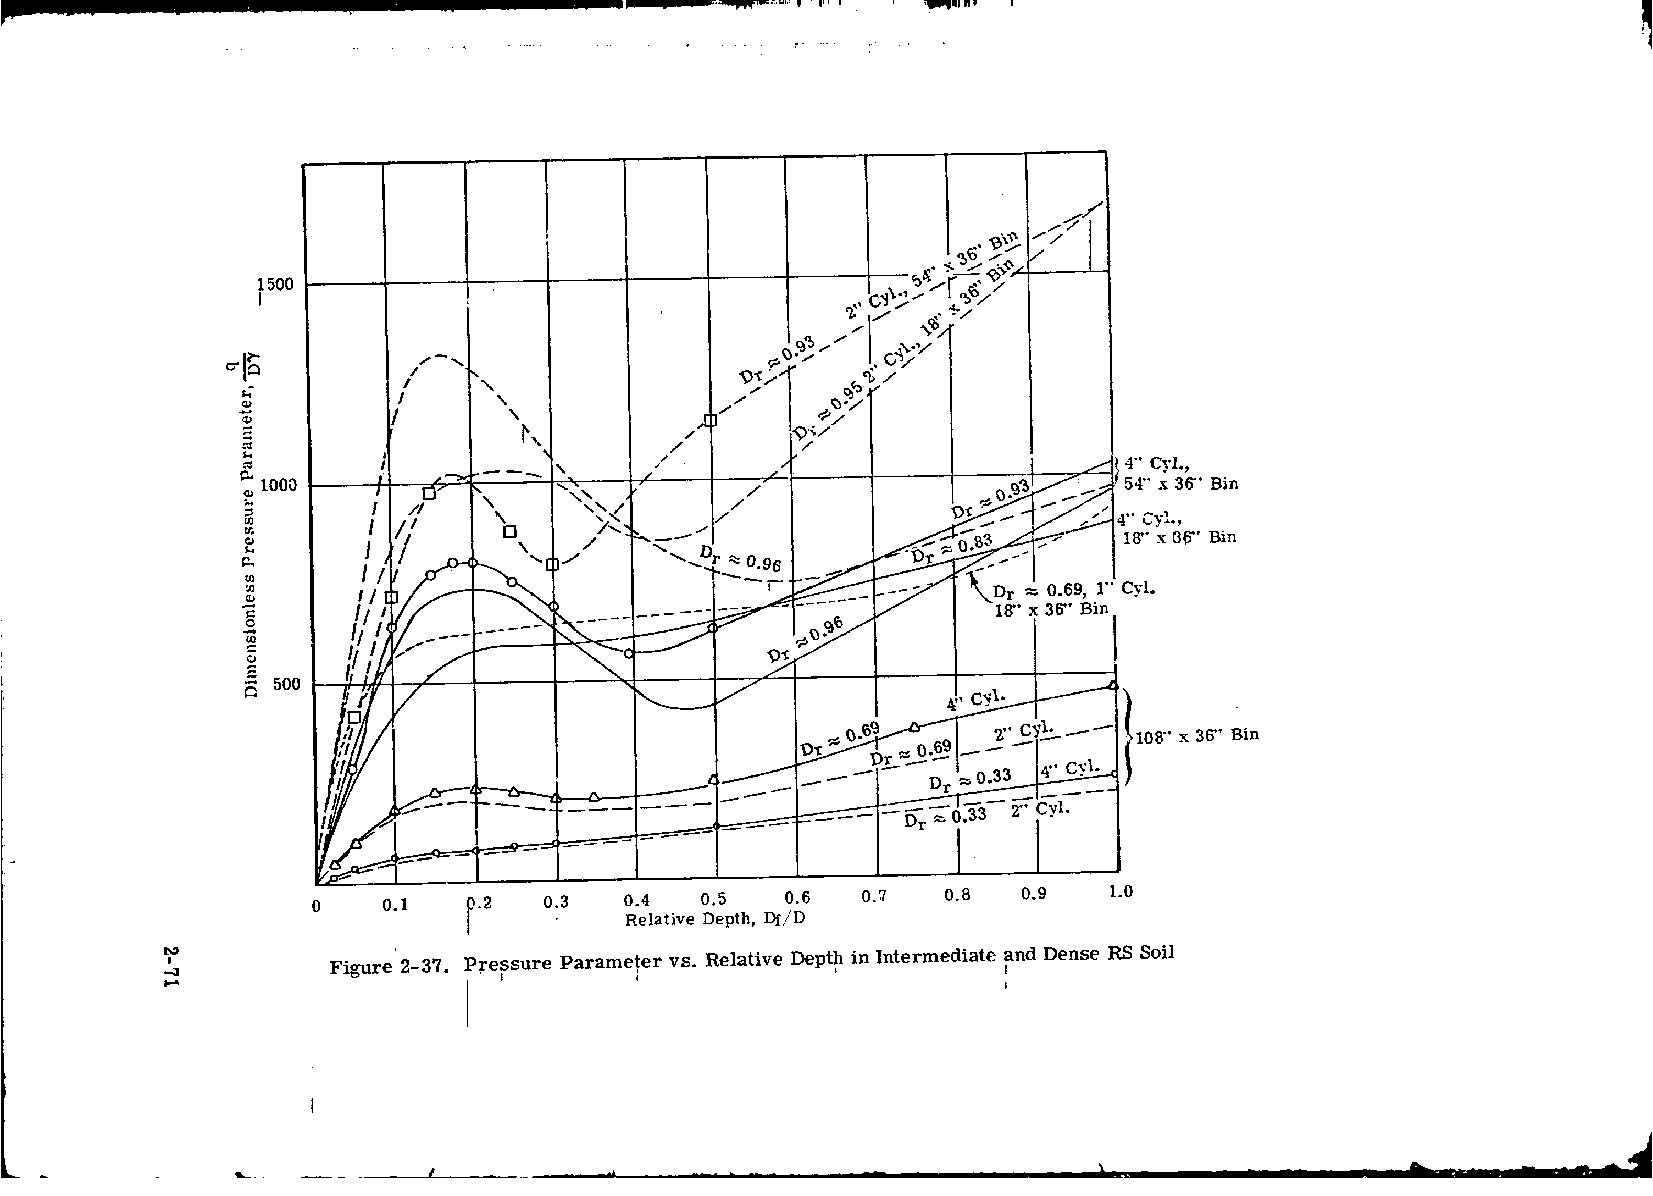 1500
1000
500
Dimensionless Pressure Parameter, q/Dγ
2" Cyl., 54" x 36" Bin
Dr ≈ 0.93
Dr ≈ 0.95 2" Cyl., 18" x 36" Bin
4" Cyl.,
54" x 36" Bin
Dr ≈ 0.93
4" Cyl.,
18" x 36" Bin
Dr ≈ 0.83
Dr ≈ 0.96
Dr ≈ 0.69, 1" Cyl.
18" x 36" Bin
Dr ≈ 0.96
4" Cyl.
Dr ≈ 0.69
2" Cyl.
108" x 36" Bin
Dr ≈ 0.69
Dr ≈ 0.33 4" Cyl.
Dr ≈ 0.33 2" Cyl.
0 0.1 0.2 0.3 0.4 0.5 0.6 0.7 0.8 0.9 1.0
Relative Depth, Df/D
Figure 2-37. Pressure Parameter vs. Relative Depth in Intermediate and Dense RS Soil
2-71